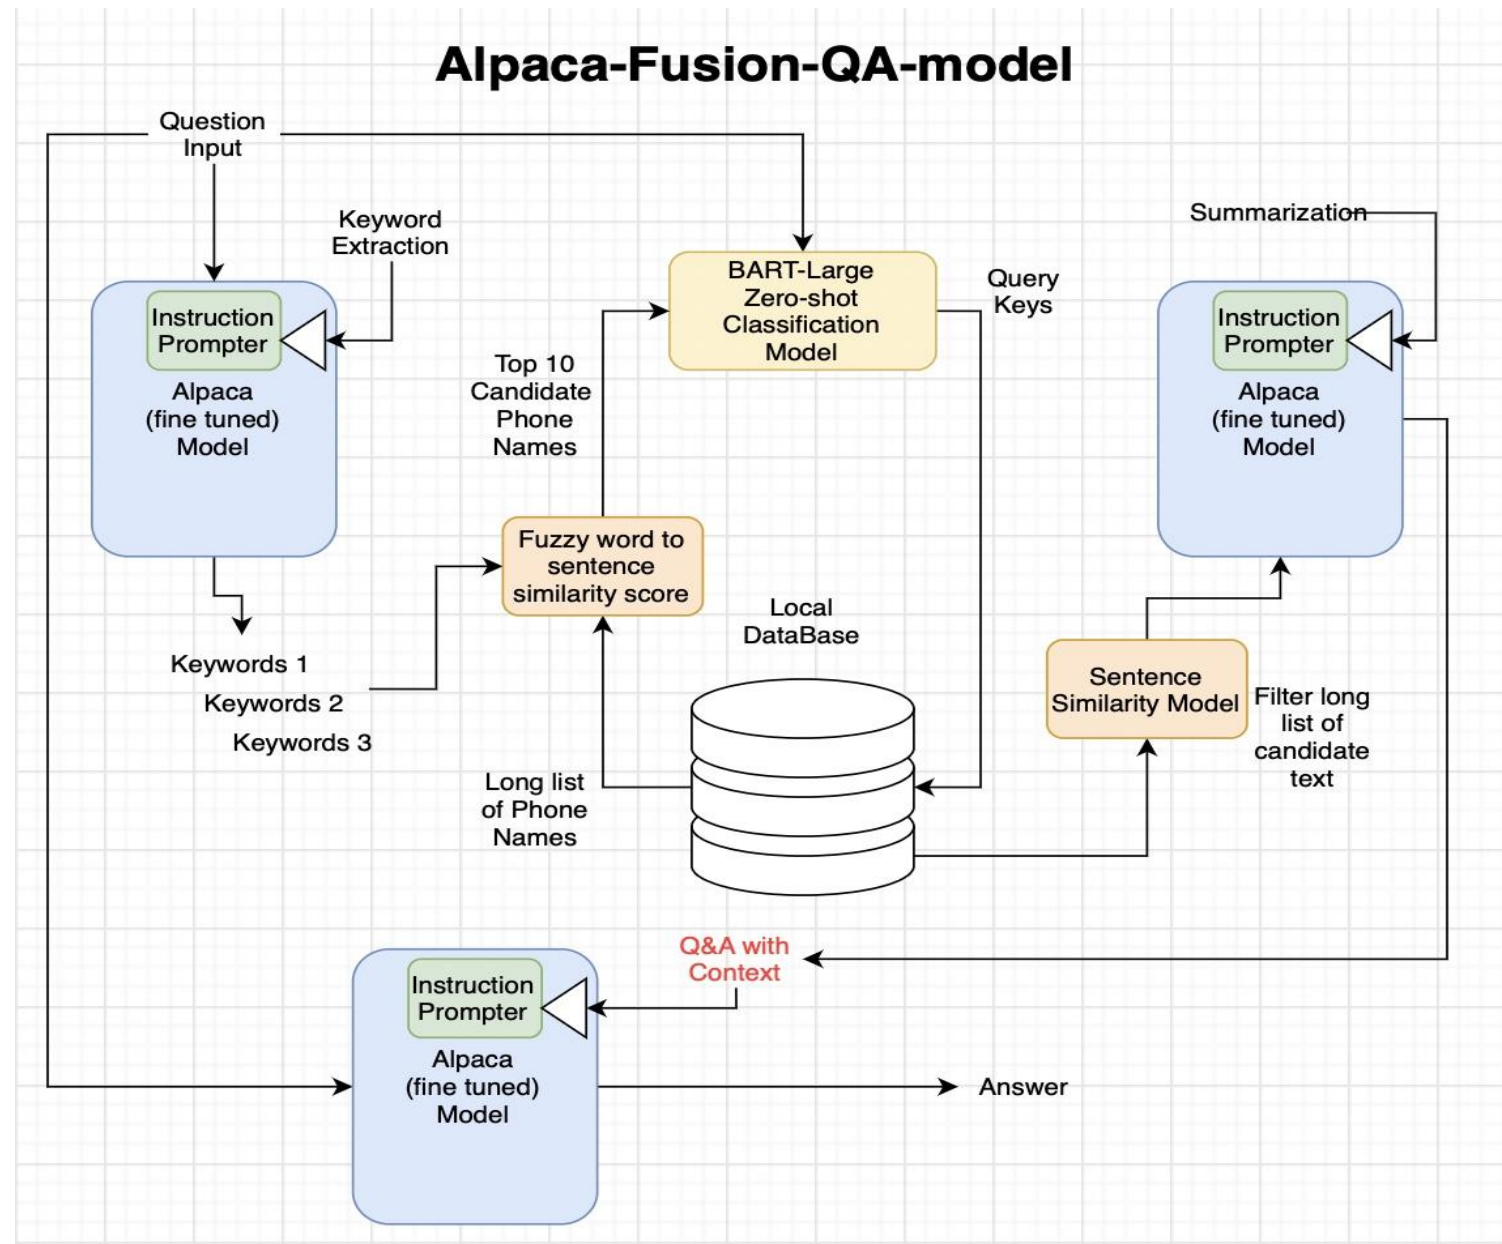 Alpaca-Fusion-QA-model
Question
Input
Keyword
Extraction
Instruction
Prompter
Alpaca
(fine tuned)
Model
Keywords 1
Keywords 2
Keywords 3
Top 10
Candidate
Phone
Names
BART-Large
Zero-shot
Classification
Model
Query
Keys
Fuzzy word to
sentence
similarity score
Local
DataBase
Long list
of Phone
Names
Summarization
Instruction
Prompter
Alpaca
(fine tuned)
Model
Sentence
Similarity Model
Filter long
list of
candidate
text
Q&A with
Context
Instruction
Prompter
Alpaca
(fine tuned)
Model
Answer